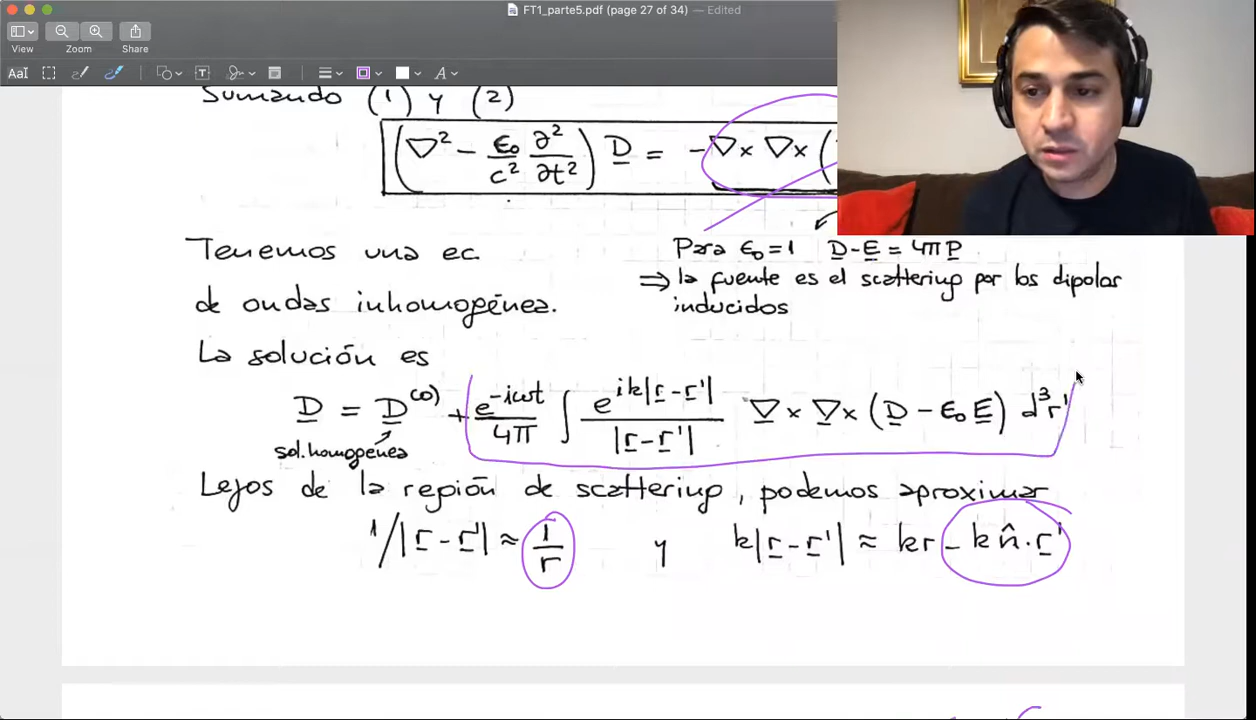 FT1_parte5.pdf (page 27 of 34) — Edited
View Zoom Share
AaI T A
Sumando (1) y (2)
(∇² − ε₀/c² ∂²/∂t²) D = −∇× ∇× (
Tenemos una ec.
de ondas inhomogénea.
Para ε₀=1 D-E = 4πP
⇒ la fuente es el scattering por los dipolos
inducidos
La solución es
D = D⁽⁰⁾ + e^{-iωt}/4π ∫ e^{ik|r-r'|}/|r-r'| ∇× ∇× (D − ε₀E) d³r'
sol. homogénea
Lejos de la región de scattering, podemos aproximar
1/|r-r'| ≈ 1/r y k|r-r'| ≈ kr − k n̂·r'